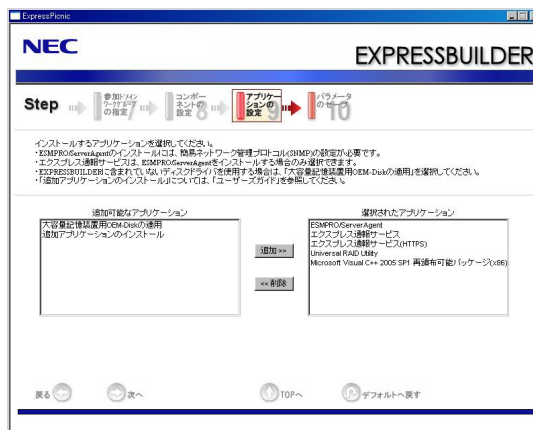 ExpressPicnic
NEC
EXPRESSBUILDER
Step
参加ドメイン
ワークグループ
の指定
7
コンポー
ネントの
設定
8
アプリケー
ションの
設定
9
パラメータ
のセーブ
10
インストールするアプリケーションを選択してください。
・ESMPRO/ServerAgentのインストールには、簡易ネットワーク管理プロトコル(SNMP)の設定が必要です。
・エクスプレス通報サービスは、ESMPRO/ServerAgentをインストールする場合のみ選択できます。
・EXPRESSBUILDERに含まれていないディスクドライバを使用する場合は、「大容量記憶装置用OEM-Diskの適用」を選択してください。
・「追加アプリケーションのインストール」については、「ユーザーズガイド」を参照してください。
追加可能なアプリケーション
大容量記憶装置用OEM-Diskの適用
追加アプリケーションのインストール
追加 >>
<< 削除
選択されたアプリケーション
ESMPRO/ServerAgent
エクスプレス通報サービス
エクスプレス通報サービス(HTTPS)
Universal RAID Utility
Microsoft Visual C++ 2005 SP1 再頒布可能パッケージ(x86)
戻る
次へ
TOPへ
デフォルトへ戻す